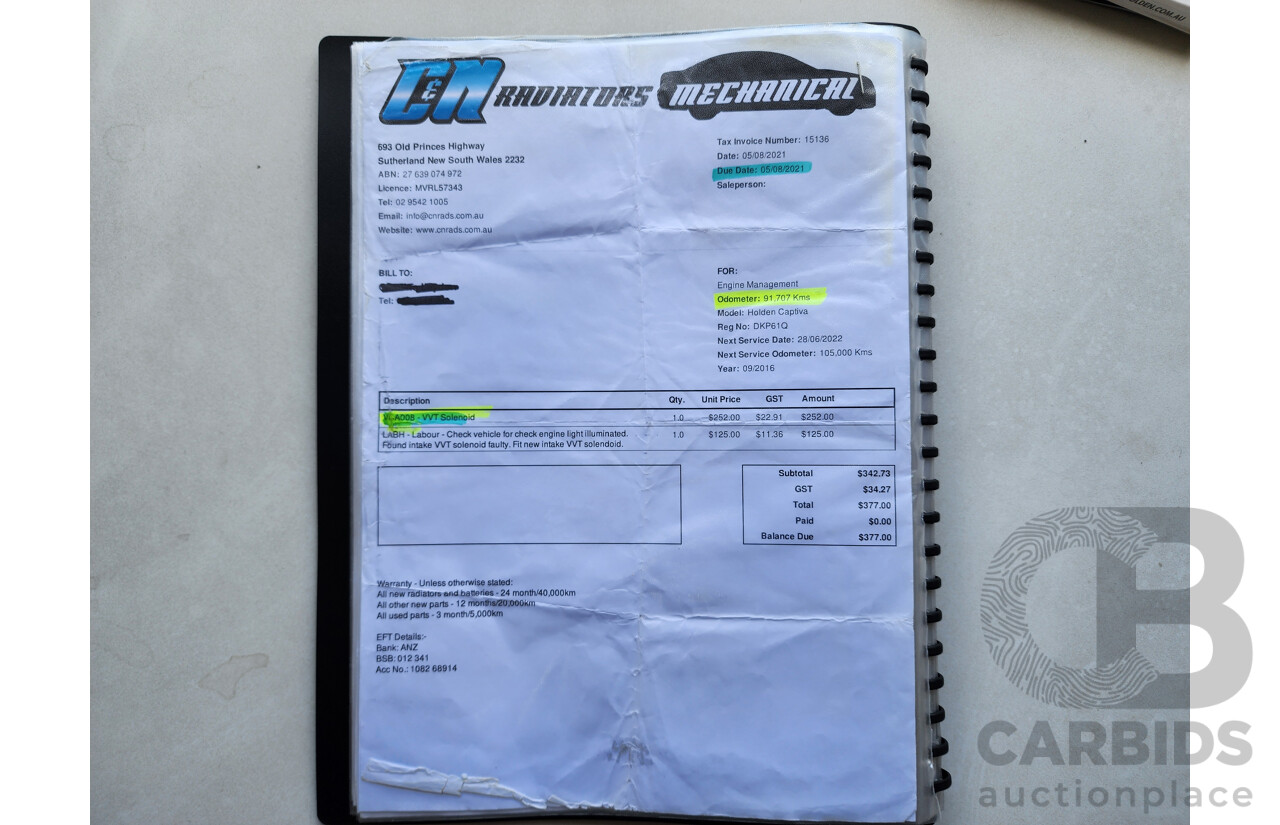 OLDEN.COM.AU
C&N RADIATORS MECHANICAL
693 Old Princes Highway
Sutherland New South Wales 2232
ABN: 27 639 074 972
Licence: MVRL57343
Tel: 02 9542 1005
Email: info@cnrads.com.au
Website: www.cnrads.com.au
Tax Invoice Number: 15136
Date: 05/08/2021
Due Date: 05/08/2021
Saleperson:
BILL TO:
Tel:
FOR:
Engine Management
Odometer: 91,707 Kms
Model: Holden Captiva
Reg No: DKP61Q
Next Service Date: 28/06/2022
Next Service Odometer: 105,000 Kms
Year: 09/2016
Description Qty. Unit Price GST Amount
- VVT Solenoid 1.0 $252.00 $22.91 $252.00
LABH - Labour - Check vehicle for check engine light illuminated. 1.0 $125.00 $11.36 $125.00
Found intake VVT solenoid faulty. Fit new intake VVT solendoid.
Subtotal $342.73
GST $34.27
Total $377.00
Paid $0.00
Balance Due $377.00
Warranty - Unless otherwise stated:
All new radiators and batteries - 24 month/40,000km
All other new parts - 12 months/20,000km
All used parts - 3 month/5,000km
EFT Details:-
Bank: ANZ
BSB: 012 341
Acc No.: 1082 68914
CB
CARBIDS
auctionplace